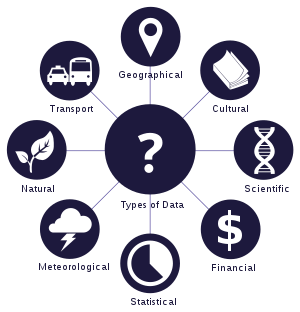 Geographical
Transport
Cultural
?
Natural
Scientific
Types of Data
Meteorological
$
Financial
Statistical